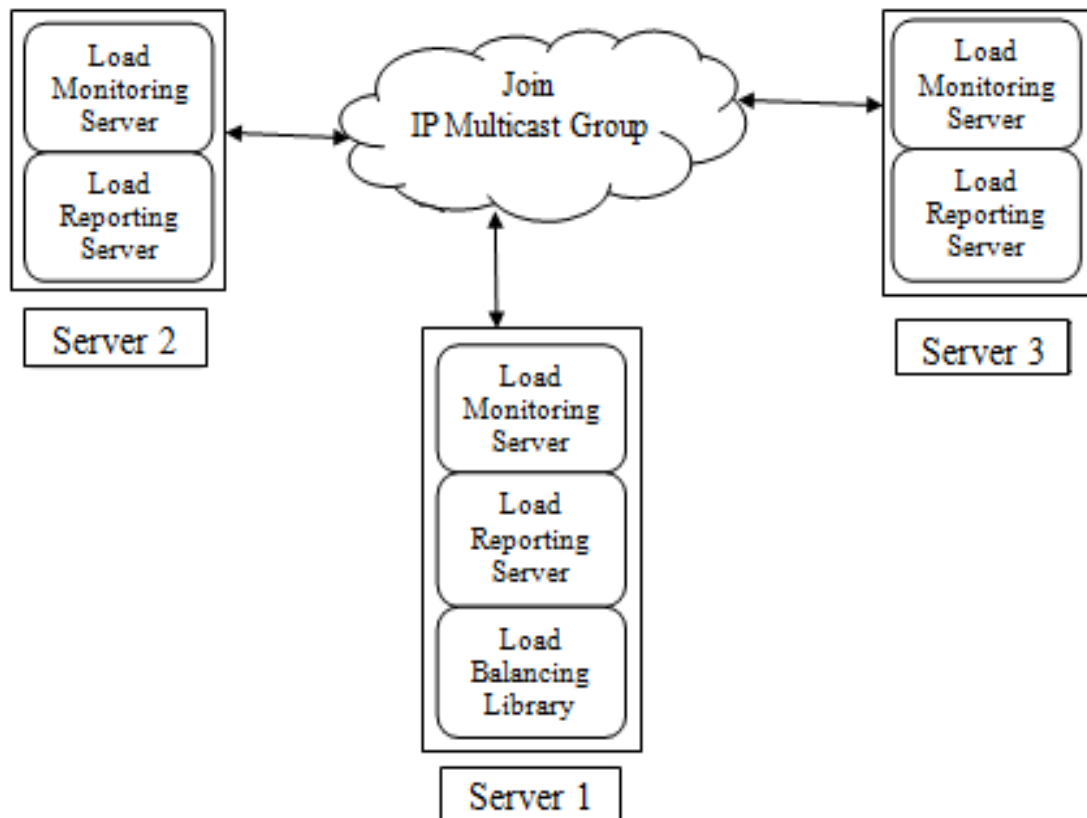 Load
Monitoring
Server
Load
Reporting
Server
Server 2
Join
IP Multicast Group
Load
Monitoring
Server
Load
Reporting
Server
Server 3
Load
Monitoring
Server
Load
Reporting
Server
Load
Balancing
Library
Server 1